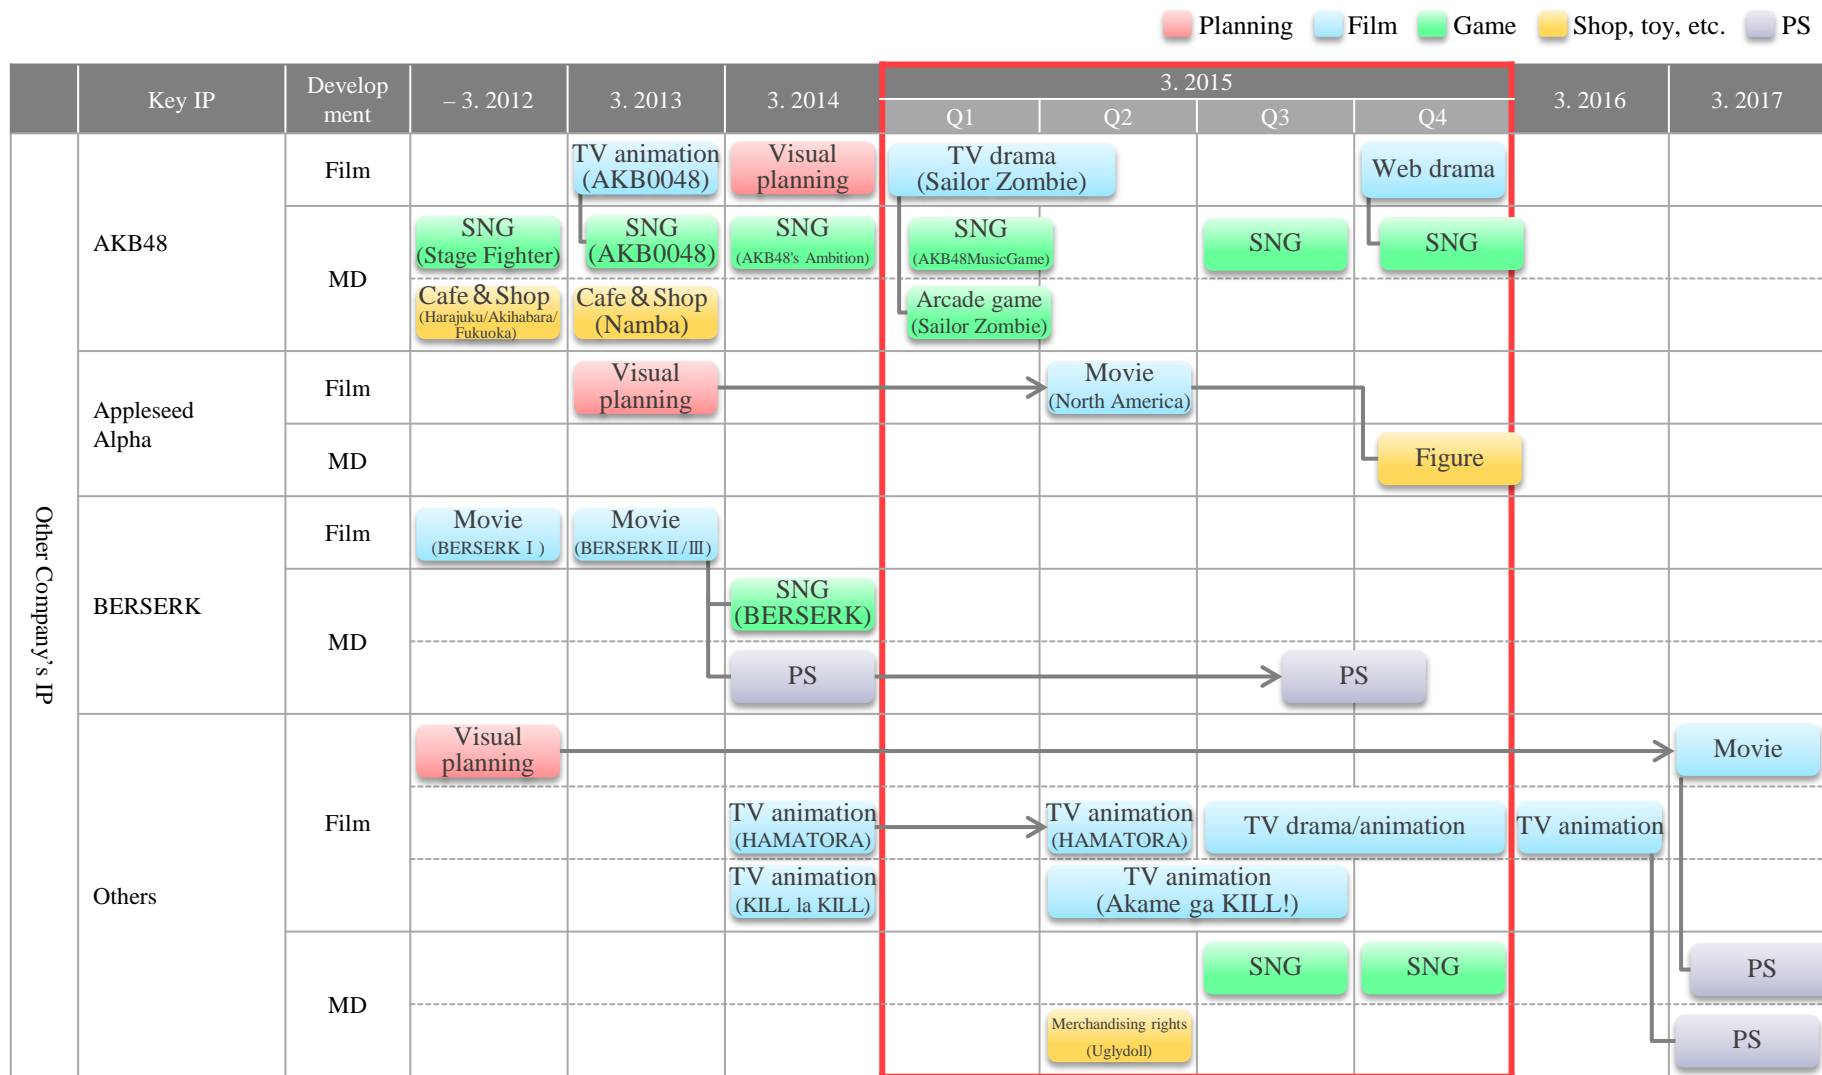 Planning Film Game Shop, toy, etc. PS
Key IP
Develop
ment
– 3. 2012
3. 2013
3. 2014
3. 2015
Q1 Q2 Q3 Q4
3. 2016
3. 2017
Other Company's IP
AKB48
Film
TV animation
(AKB0048)
Visual
planning
TV drama
(Sailor Zombie)
Web drama
MD
SNG
(Stage Fighter)
SNG
(AKB0048)
SNG
(AKB48's Ambition)
SNG
(AKB48MusicGame)
SNG
SNG
Cafe＆Shop
(Harajuku/Akihabara/
Fukuoka)
Cafe＆Shop
(Namba)
Arcade game
(Sailor Zombie)
Appleseed
Alpha
Film
Visual
planning
Movie
(North America)
MD
Figure
BERSERK
Film
Movie
(BERSERKⅠ)
Movie
(BERSERKⅡ/Ⅲ)
MD
SNG
(BERSERK)
PS
PS
Others
Film
Visual
planning
Movie
TV animation
(HAMATORA)
TV animation
(HAMATORA)
TV drama/animation
TV animation
TV animation
(KILL la KILL)
TV animation
(Akame ga KILL!)
MD
SNG
SNG
PS
Merchandising rights
(Uglydoll)
PS